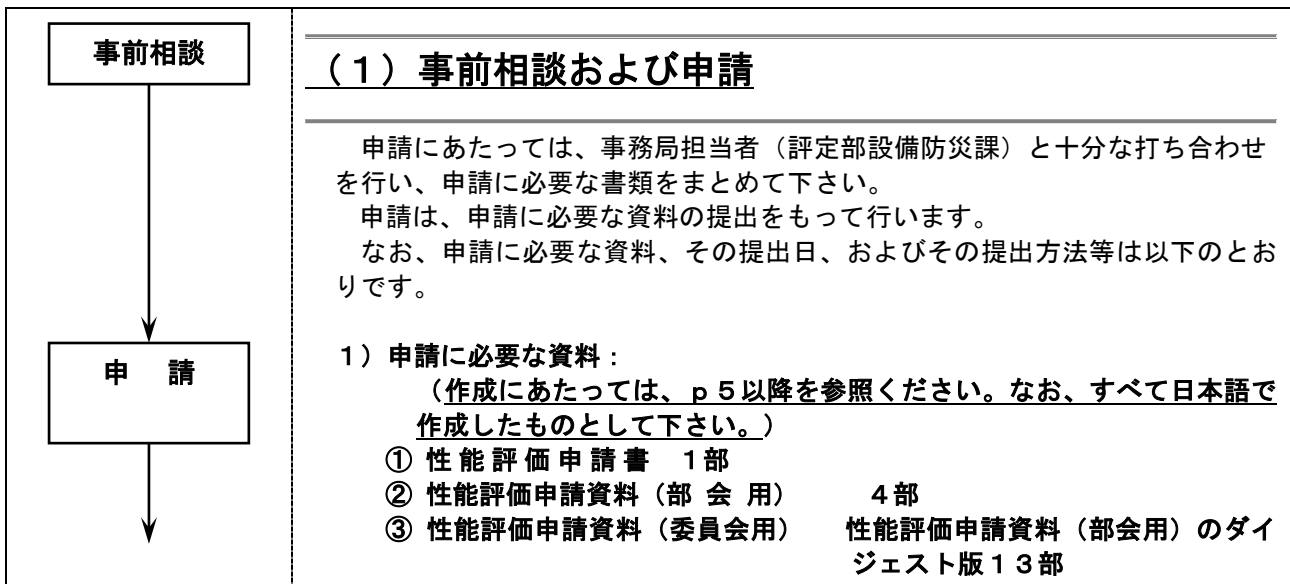 事前相談
申　請
（１）事前相談および申請
申請にあたっては、事務局担当者（評定部設備防災課）と十分な打ち合わせ
を行い、申請に必要な書類をまとめて下さい。
申請は、申請に必要な資料の提出をもって行います。
なお、申請に必要な資料、その提出日、およびその提出方法等は以下のとお
りです。
１）申請に必要な資料：
（作成にあたっては、ｐ５以降を参照ください。なお、すべて日本語で
作成したものとして下さい。）
① 性 能 評 価 申 請 書　１部
② 性能評価申請資料（部 会 用）　　４部
③ 性能評価申請資料（委員会用）　　性能評価申請資料（部会用）のダイ
ジェスト版１３部